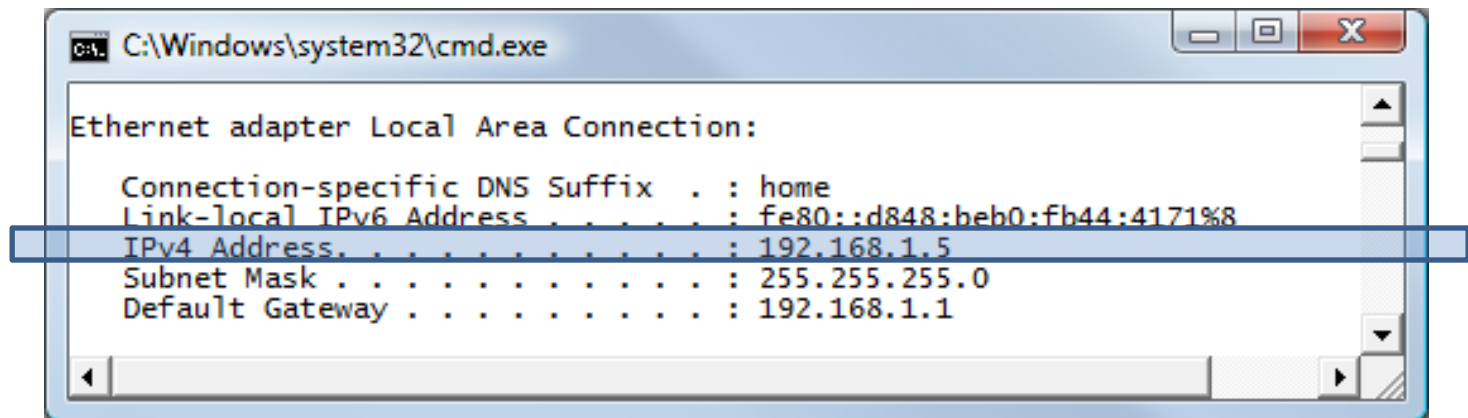 C:\Windows\system32\cmd.exe
Ethernet adapter Local Area Connection:
Connection-specific DNS Suffix  . : home
Link-local IPv6 Address . . . . . : fe80::d848:beb0:fb44:4171%8
IPv4 Address. . . . . . . . . . . : 192.168.1.5
Subnet Mask . . . . . . . . . . . : 255.255.255.0
Default Gateway . . . . . . . . . : 192.168.1.1